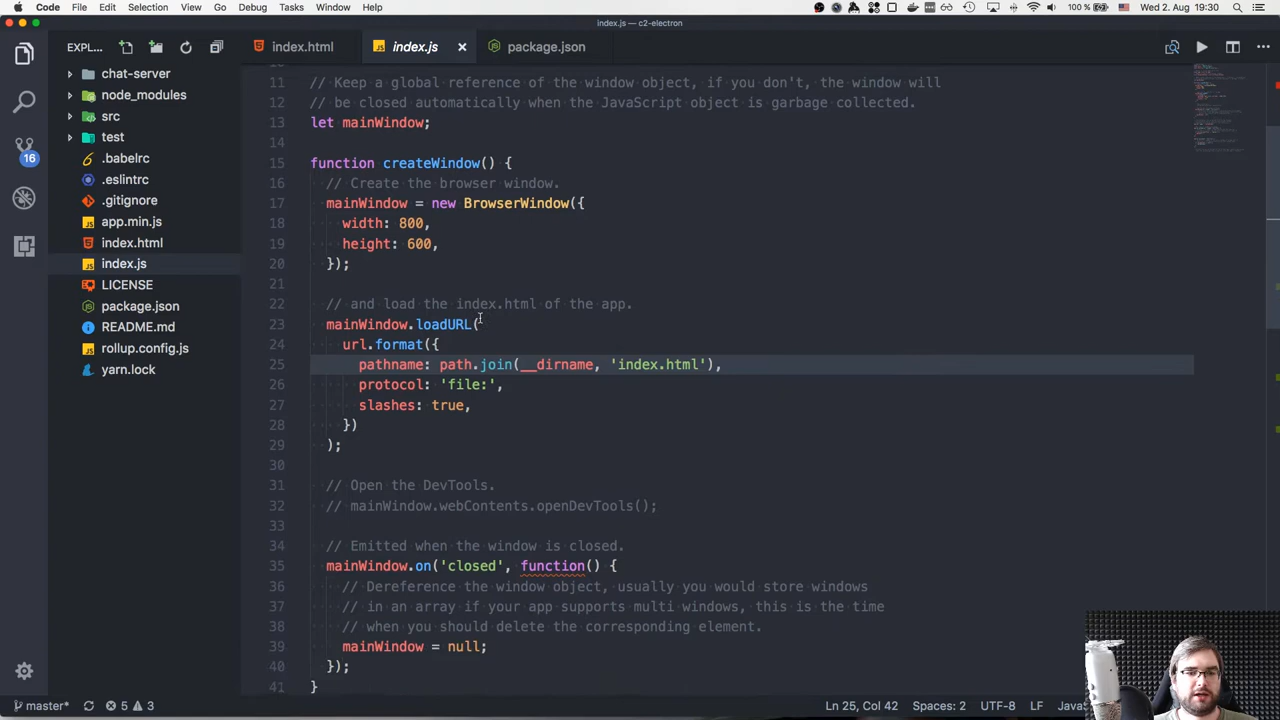 Code File Edit Selection View Go Debug Tasks Window Help
100 % Wed 2. Aug 19:30
index.js — c2-electron
EXPL...
index.html
index.js
package.json
chat-server
node_modules
src
test
.babelrc
.eslintrc
.gitignore
app.min.js
index.html
index.js
LICENSE
package.json
README.md
rollup.config.js
yarn.lock
16
11 // Keep a global reference of the window object, if you don't, the window will
12 // be closed automatically when the JavaScript object is garbage collected.
13 let mainWindow;
14
15 function createWindow() {
16 // Create the browser window.
17 mainWindow = new BrowserWindow({
18 width: 800,
19 height: 600,
20 });
21
22 // and load the index.html of the app.
23 mainWindow.loadURL(
24 url.format({
25 pathname: path.join(__dirname, 'index.html'),
26 protocol: 'file:',
27 slashes: true,
28 })
29 );
30
31 // Open the DevTools.
32 // mainWindow.webContents.openDevTools();
33
34 // Emitted when the window is closed.
35 mainWindow.on('closed', function() {
36 // Dereference the window object, usually you would store windows
37 // in an array if your app supports multi windows, this is the time
38 // when you should delete the corresponding element.
39 mainWindow = null;
40 });
41 }
master* 5 3
Ln 25, Col 42 Spaces: 2 UTF-8 LF